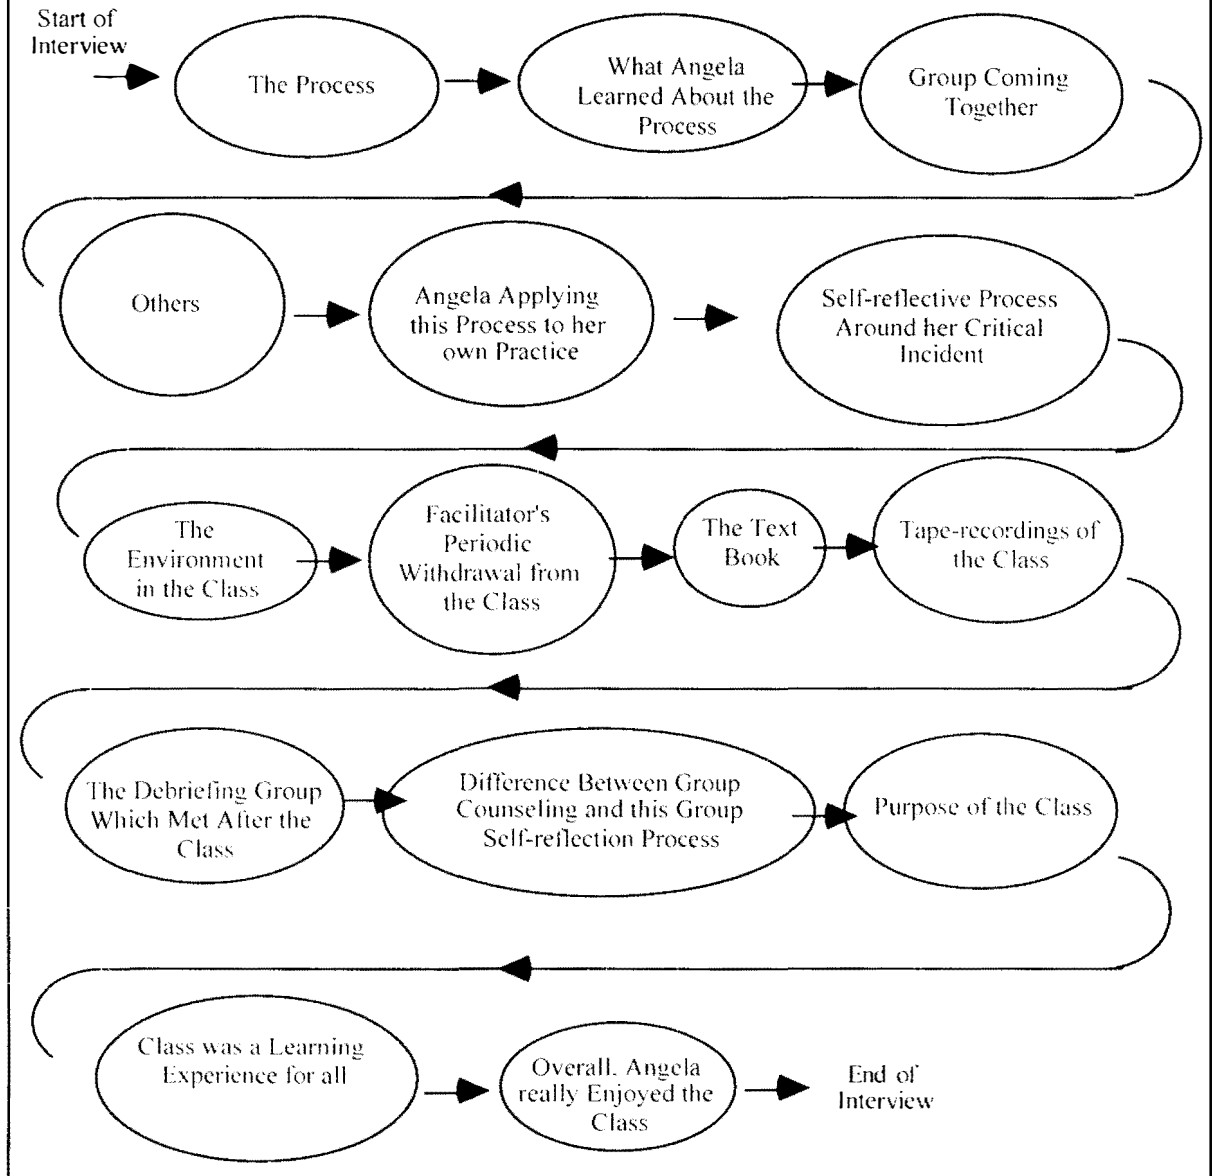 Start of
Interview
The Process
What Angela
Learned About the
Process
Group Coming
Together
Others
Angela Applying
this Process to her
own Practice
Self-reflective Process
Around her Critical
Incident
The
Environment
in the Class
Facilitator's
Periodic
Withdrawal from
the Class
The Text
Book
Tape-recordings of
the Class
The Debriefing Group
Which Met After the
Class
Difference Between Group
Counseling and this Group
Self-reflection Process
Purpose of the Class
Class was a Learning
Experience for all
Overall. Angela
really Enjoyed the
Class
End of
Interview